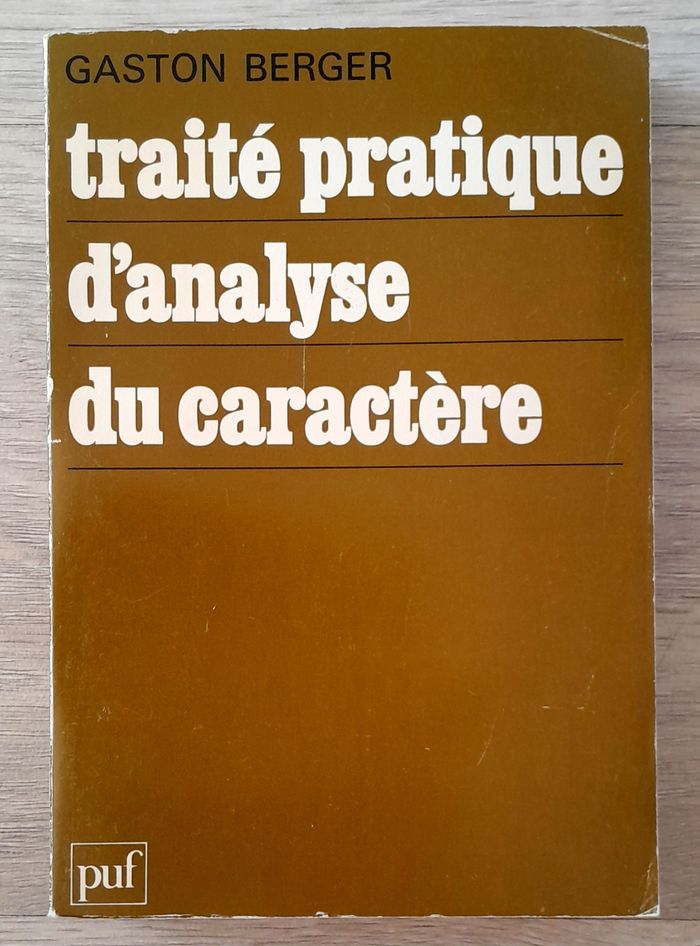 GASTON BERGER
traité pratique
d'analyse
du caractère
puf